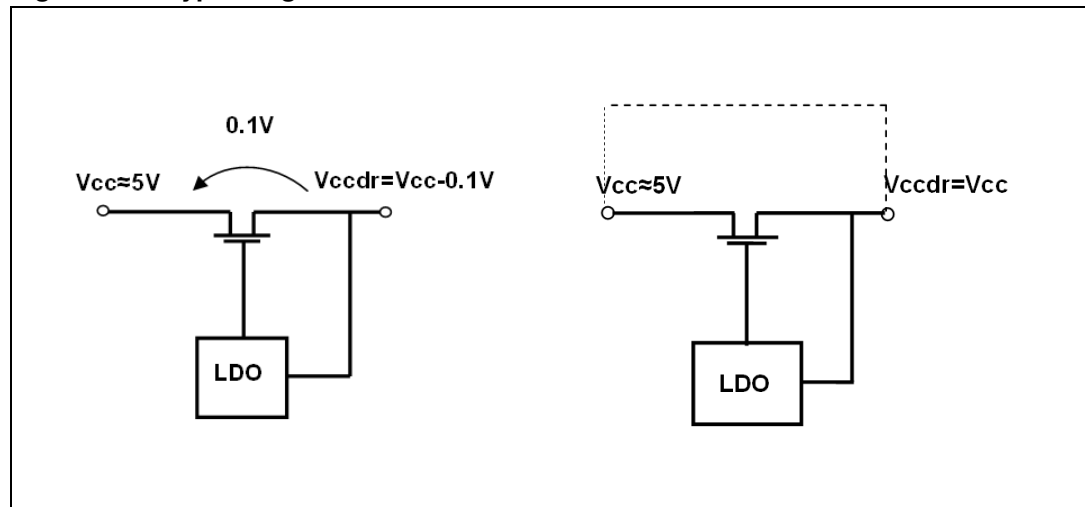 0.1V
Vcc≈5V
Vccdr=Vcc-0.1V
LDO
Vcc≈5V
Vccdr=Vcc
LDO